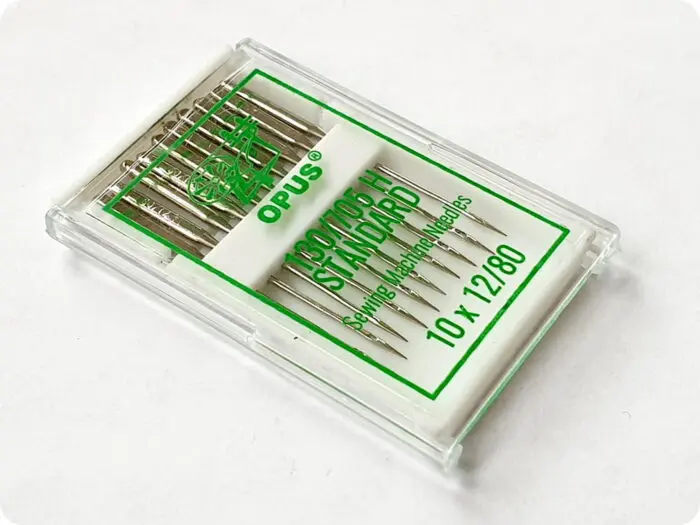 OPUS®
130/705 H
STANDARD
Sewing Machine Needles
10 x 12/80